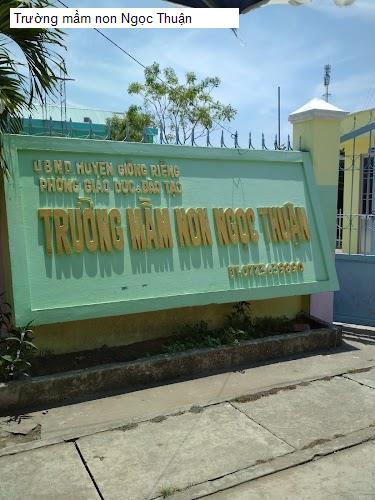 Trường mầm non Ngọc Thuận
UBND HUYỆN GIỒNG RIỀNG
PHÒNG GIÁO DỤC & ĐÀO TẠO
TRƯỜNG MẦM NON NGỌC THUẬN